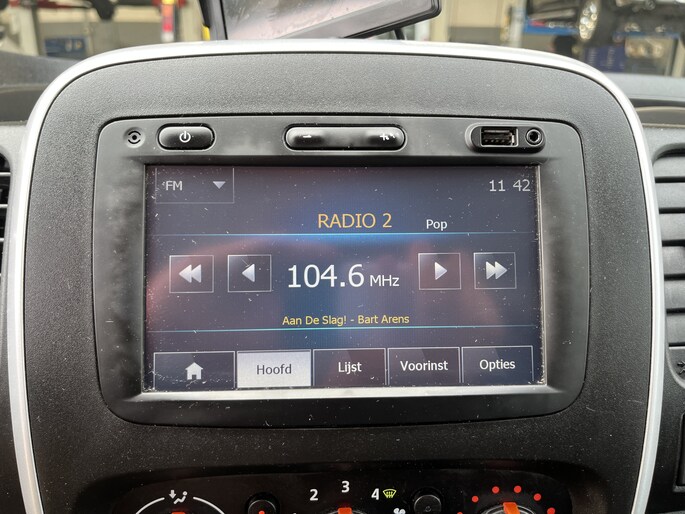 FM
11 42
RADIO 2 Pop
104.6 MHz
Aan De Slag! - Bart Arens
Hoofd Lijst Voorinst Opties
2 3 4